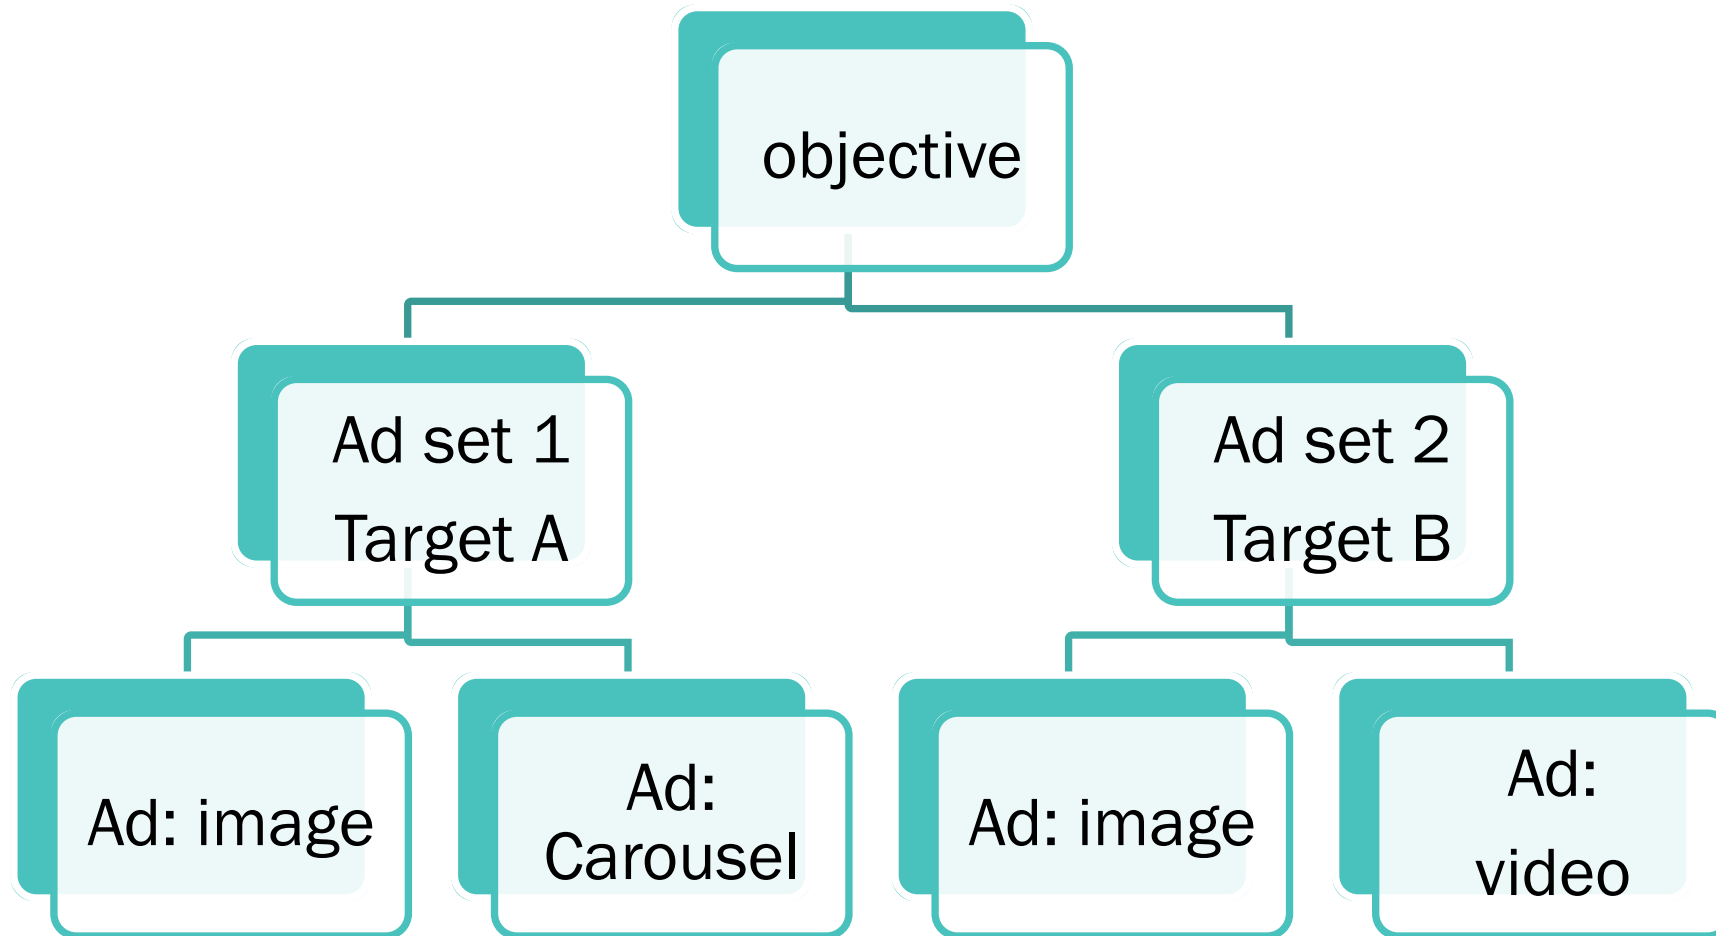 objective
Ad set 1
Target A
Ad set 2
Target B
Ad: image
Ad:
Carousel
Ad: image
Ad:
video